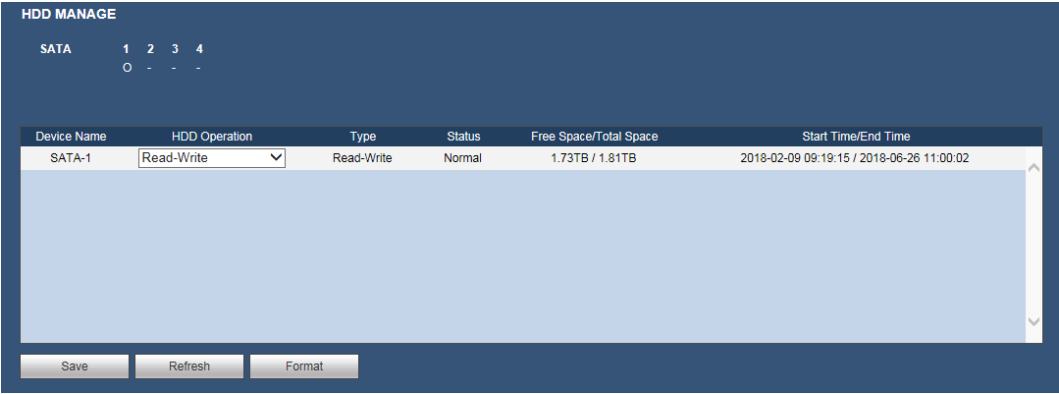 HDD MANAGE
SATA 1 2 3 4
O - - -
Device Name HDD Operation Type Status Free Space/Total Space Start Time/End Time
SATA-1 Read-Write Read-Write Normal 1.73TB / 1.81TB 2018-02-09 09:19:15 / 2018-06-26 11:00:02
Save Refresh Format